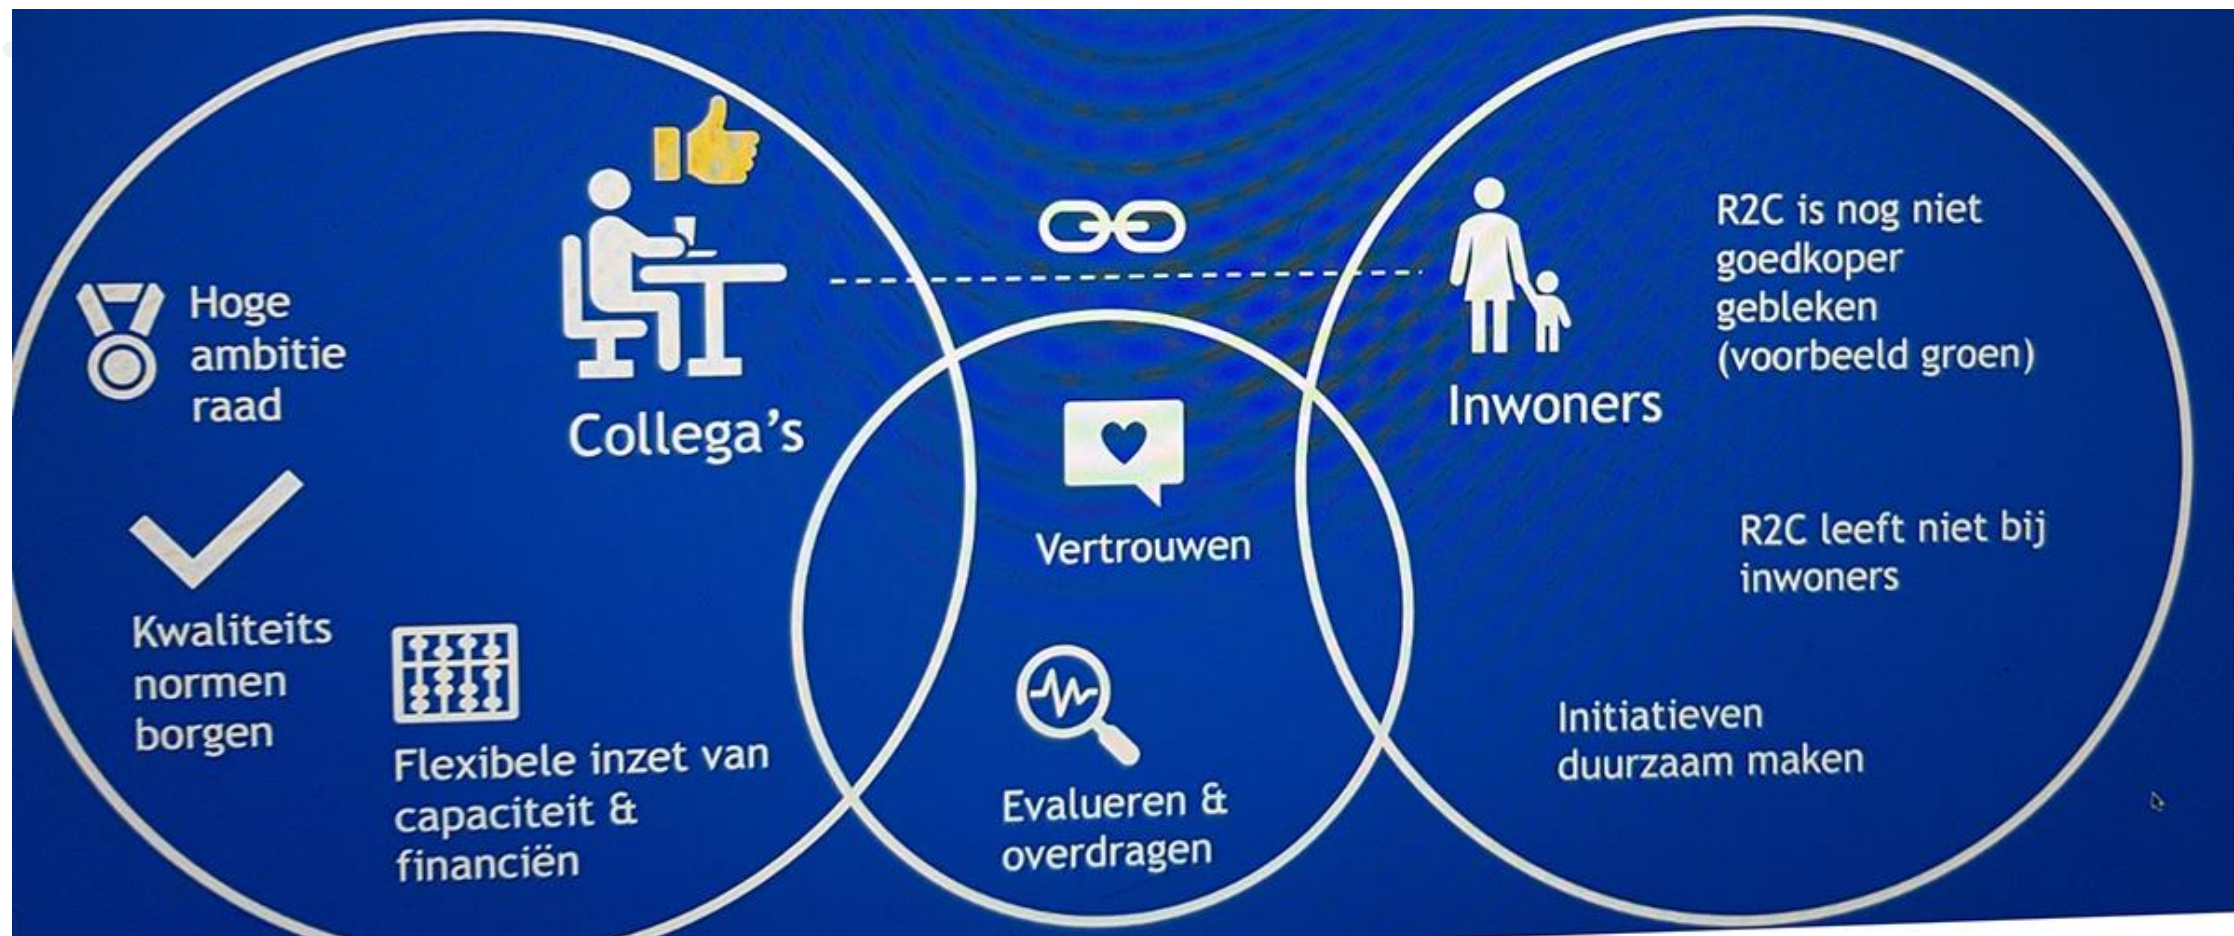 Hoge
ambitie
raad
Collega's
Kwaliteits
normen
borgen
Flexibele inzet van
capaciteit &
financiën
Vertrouwen
Evalueren &
overdragen
Inwoners
R2C is nog niet
goedkoper
gebleken
(voorbeeld groen)
R2C leeft niet bij
inwoners
Initiatieven
duurzaam maken